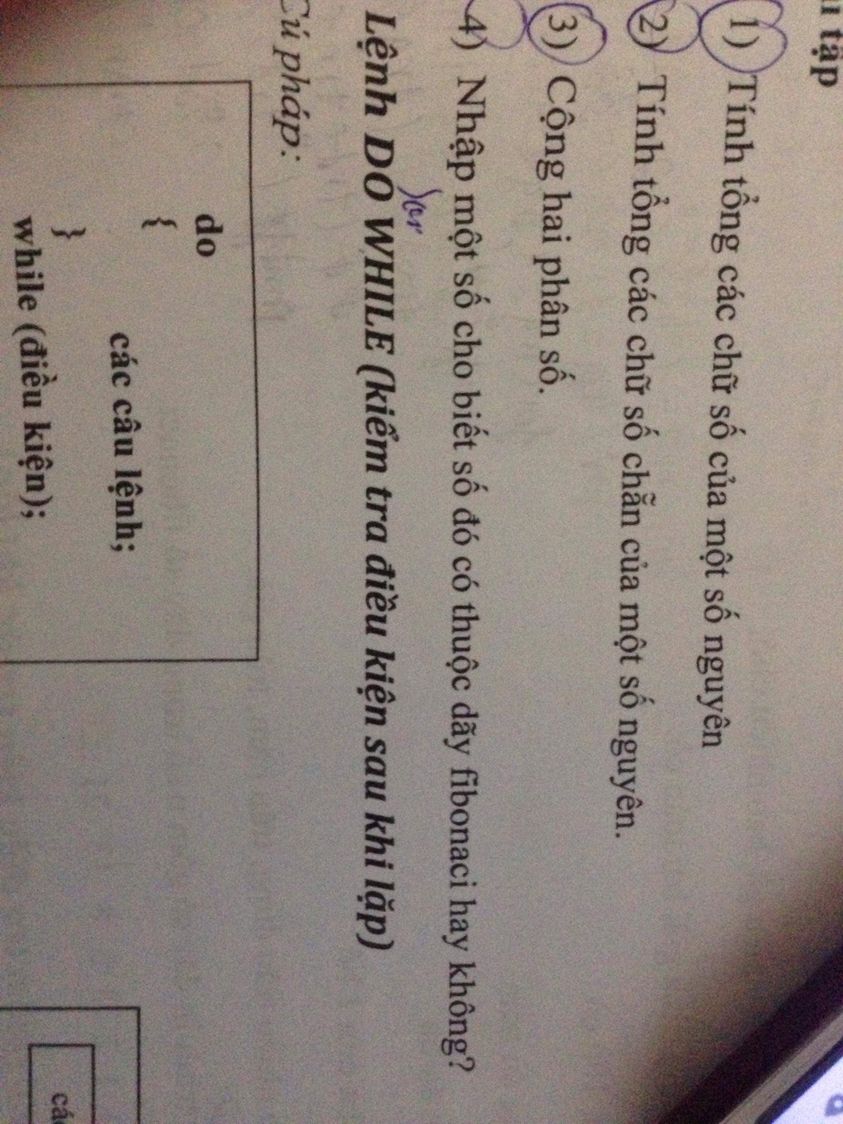 tập
1) Tính tổng các chữ số của một số nguyên
2) Tính tổng các chữ số chẵn của một số nguyên.
3) Cộng hai phân số.
4) Nhập một số cho biết số đó có thuộc dãy fibonaci hay không?
Lệnh DO WHILE (kiểm tra điều kiện sau khi lặp)
Cú pháp:
do
{
các câu lệnh;
}
while (điều kiện);